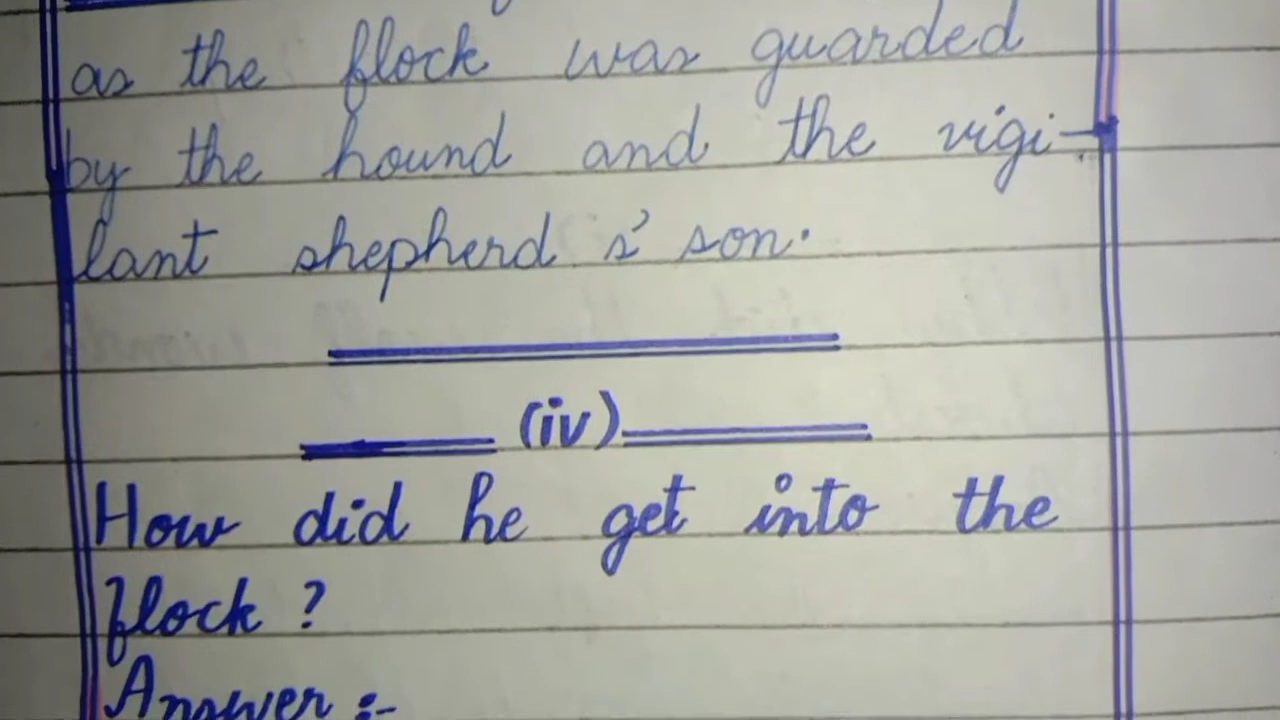 as the flock was guarded
by the hound and the vigi-
lant shepherd s' son.
(iv)
How did he get into the
flock?
Answer :-